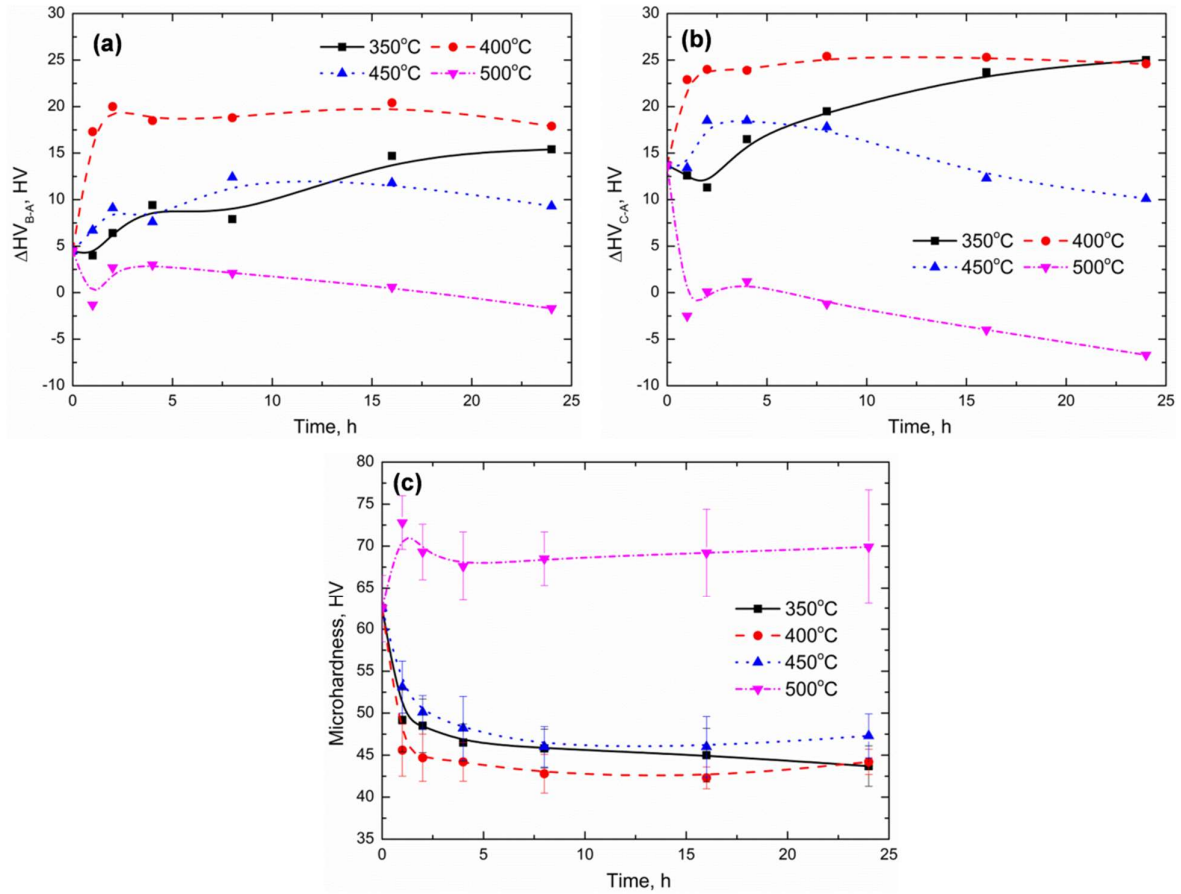 (a)
350°C 400°C
450°C 500°C
30
25
20
15
10
5
0
-5
-10
ΔHV_B-A, HV
0 5 10 15 20 25
Time, h
(b)
350°C 400°C
450°C 500°C
30
25
20
15
10
5
0
-5
-10
ΔHV_C-A, HV
0 5 10 15 20 25
Time, h
(c)
350°C
400°C
450°C
500°C
80
75
70
65
60
55
50
45
40
35
Microhardness, HV
0 5 10 15 20 25
Time, h